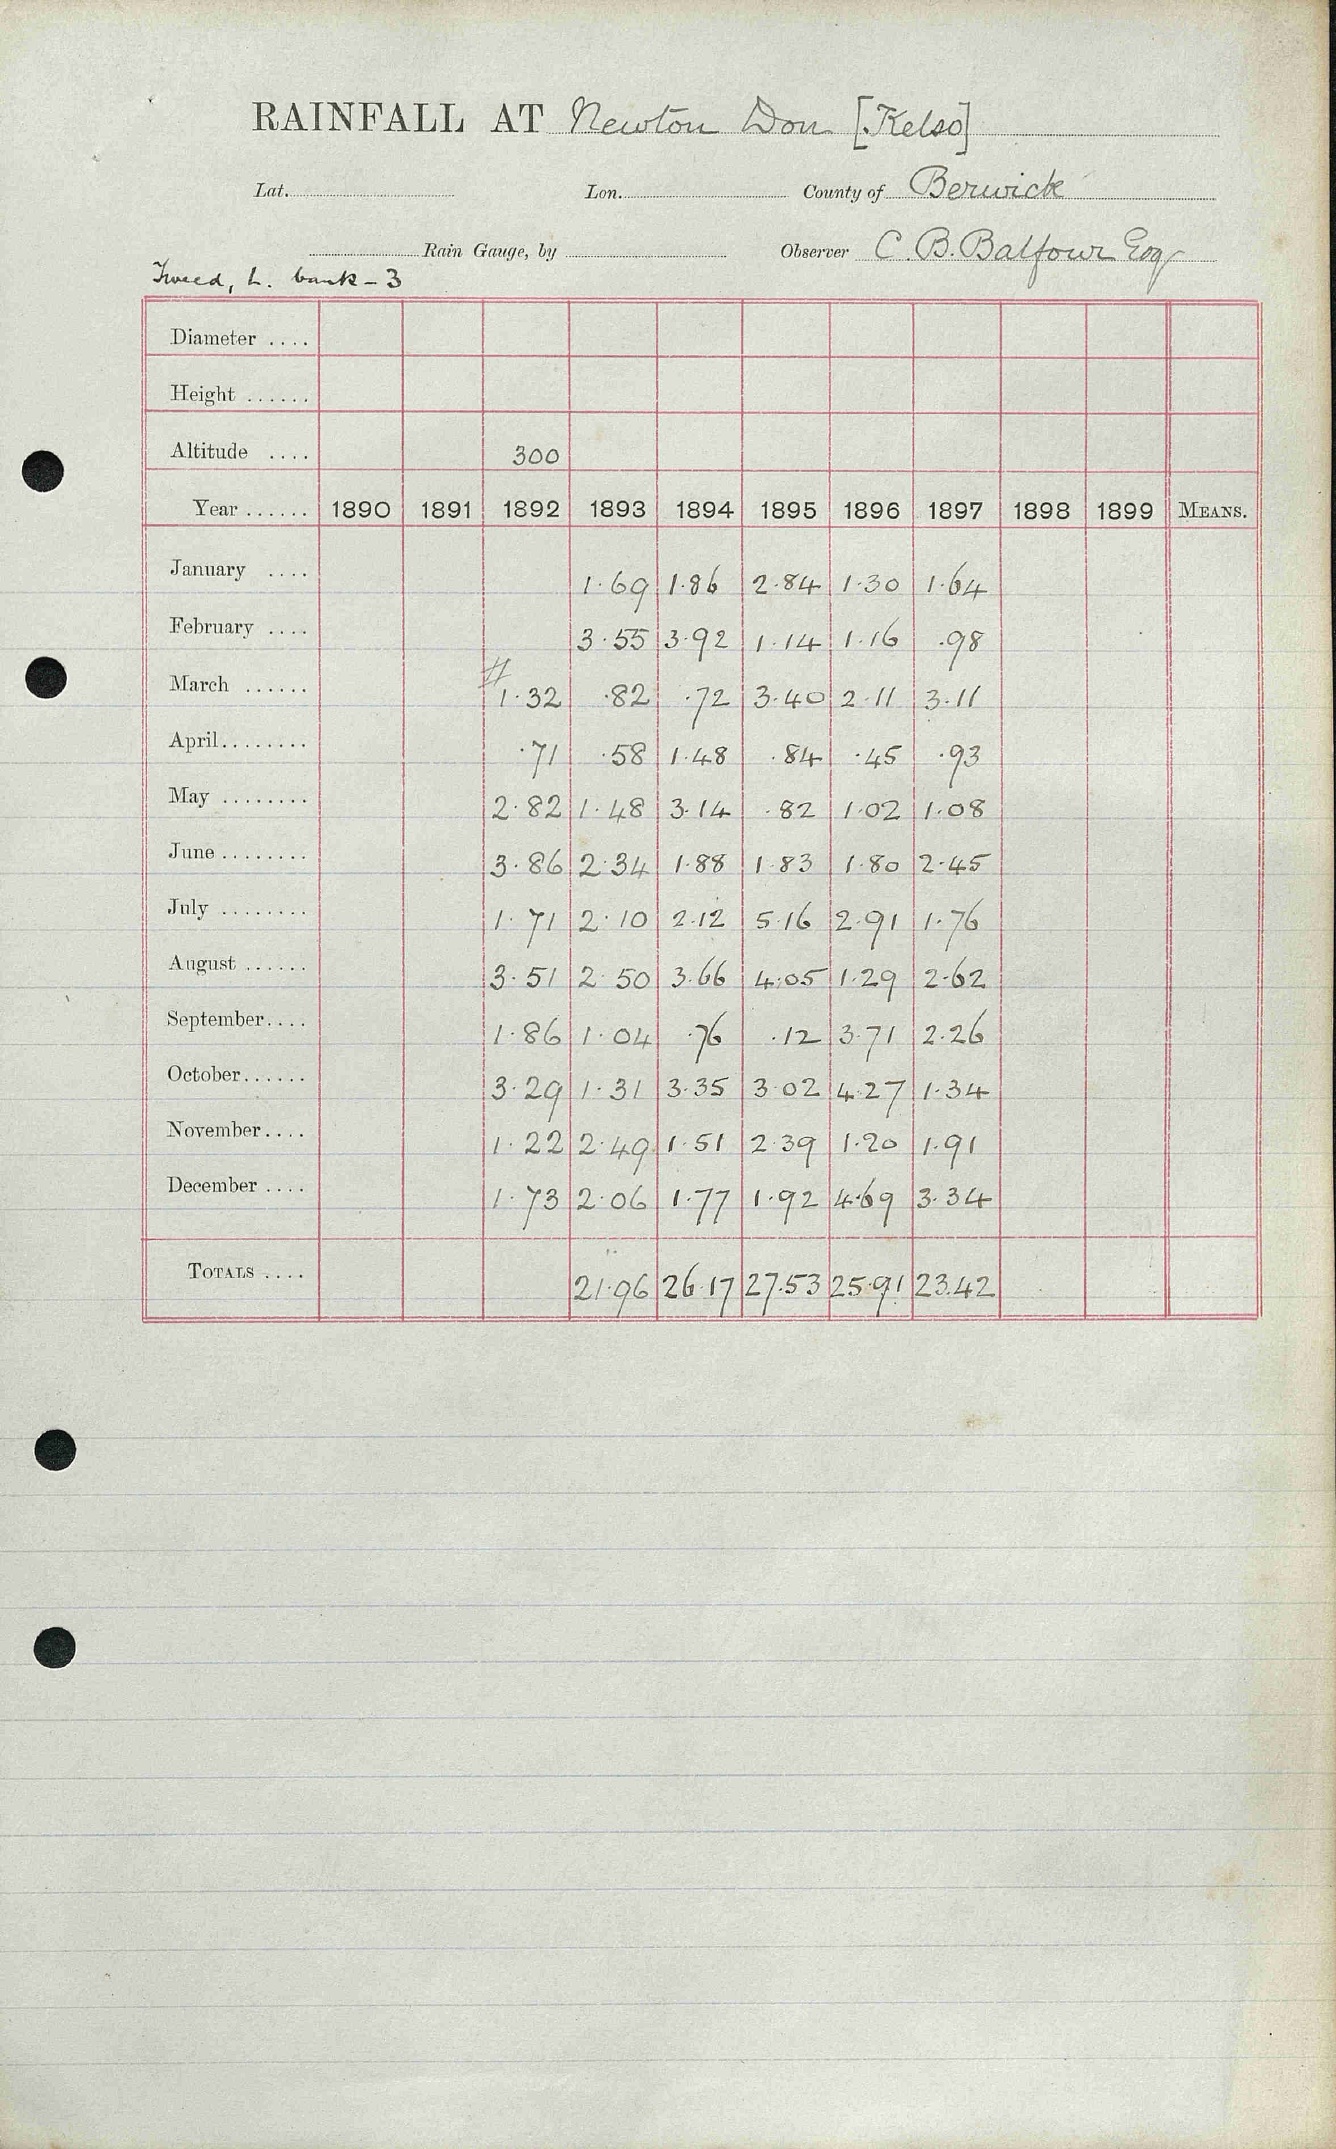 RAINFALL AT Newton Don [Kelso]
Lat. Lon. County of Berwick
Rain Gauge, by Observer C. B. Balfour Esq
Tweed, L. bank - 3
Diameter ....
Height ......
Altitude .... 300
Year ...... 1890 1891 1892 1893 1894 1895 1896 1897 1898 1899 MEANS.
January .... 1.69 1.86 2.84 1.30 1.64
February .... 3.55 3.92 1.14 1.16 .98
March ...... # 1.32 .82 .72 3.40 2.11 3.11
April........ .71 .58 1.48 .84 .45 .93
May ........ 2.82 1.48 3.14 .82 1.02 1.08
June ........ 3.86 2.34 1.88 1.83 1.80 2.45
July ........ 1.71 2.10 2.12 5.16 2.91 1.76
August ...... 3.51 2.50 3.66 4.05 1.29 2.62
September.... 1.86 1.04 .76 .12 3.71 2.26
October...... 3.29 1.31 3.35 3.02 4.27 1.34
November.... 1.22 2.49 1.51 2.39 1.20 1.91
December .... 1.73 2.06 1.77 1.92 4.69 3.34
TOTALS .... 21.96 26.17 27.53 25.91 23.42